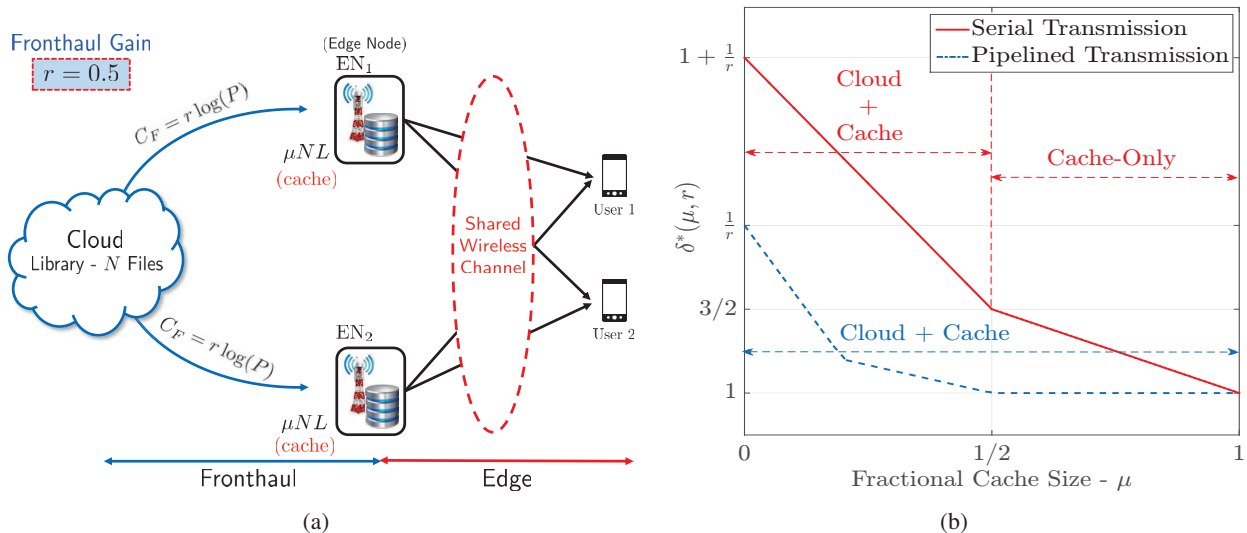 Fronthaul Gain
r = 0.5
C_F = r log(P)
Cloud
Library - N Files
C_F = r log(P)
(Edge Node)
EN_1
μNL
(cache)
EN_2
μNL
(cache)
Shared
Wireless
Channel
User 1
User 2
Fronthaul
Edge
(a)
Serial Transmission
Pipelined Transmission
1 + 1/r
1/r
3/2
1
δ*(μ, r)
Cloud
+
Cache
Cache-Only
Cloud + Cache
0
1/2
1
Fractional Cache Size - μ
(b)